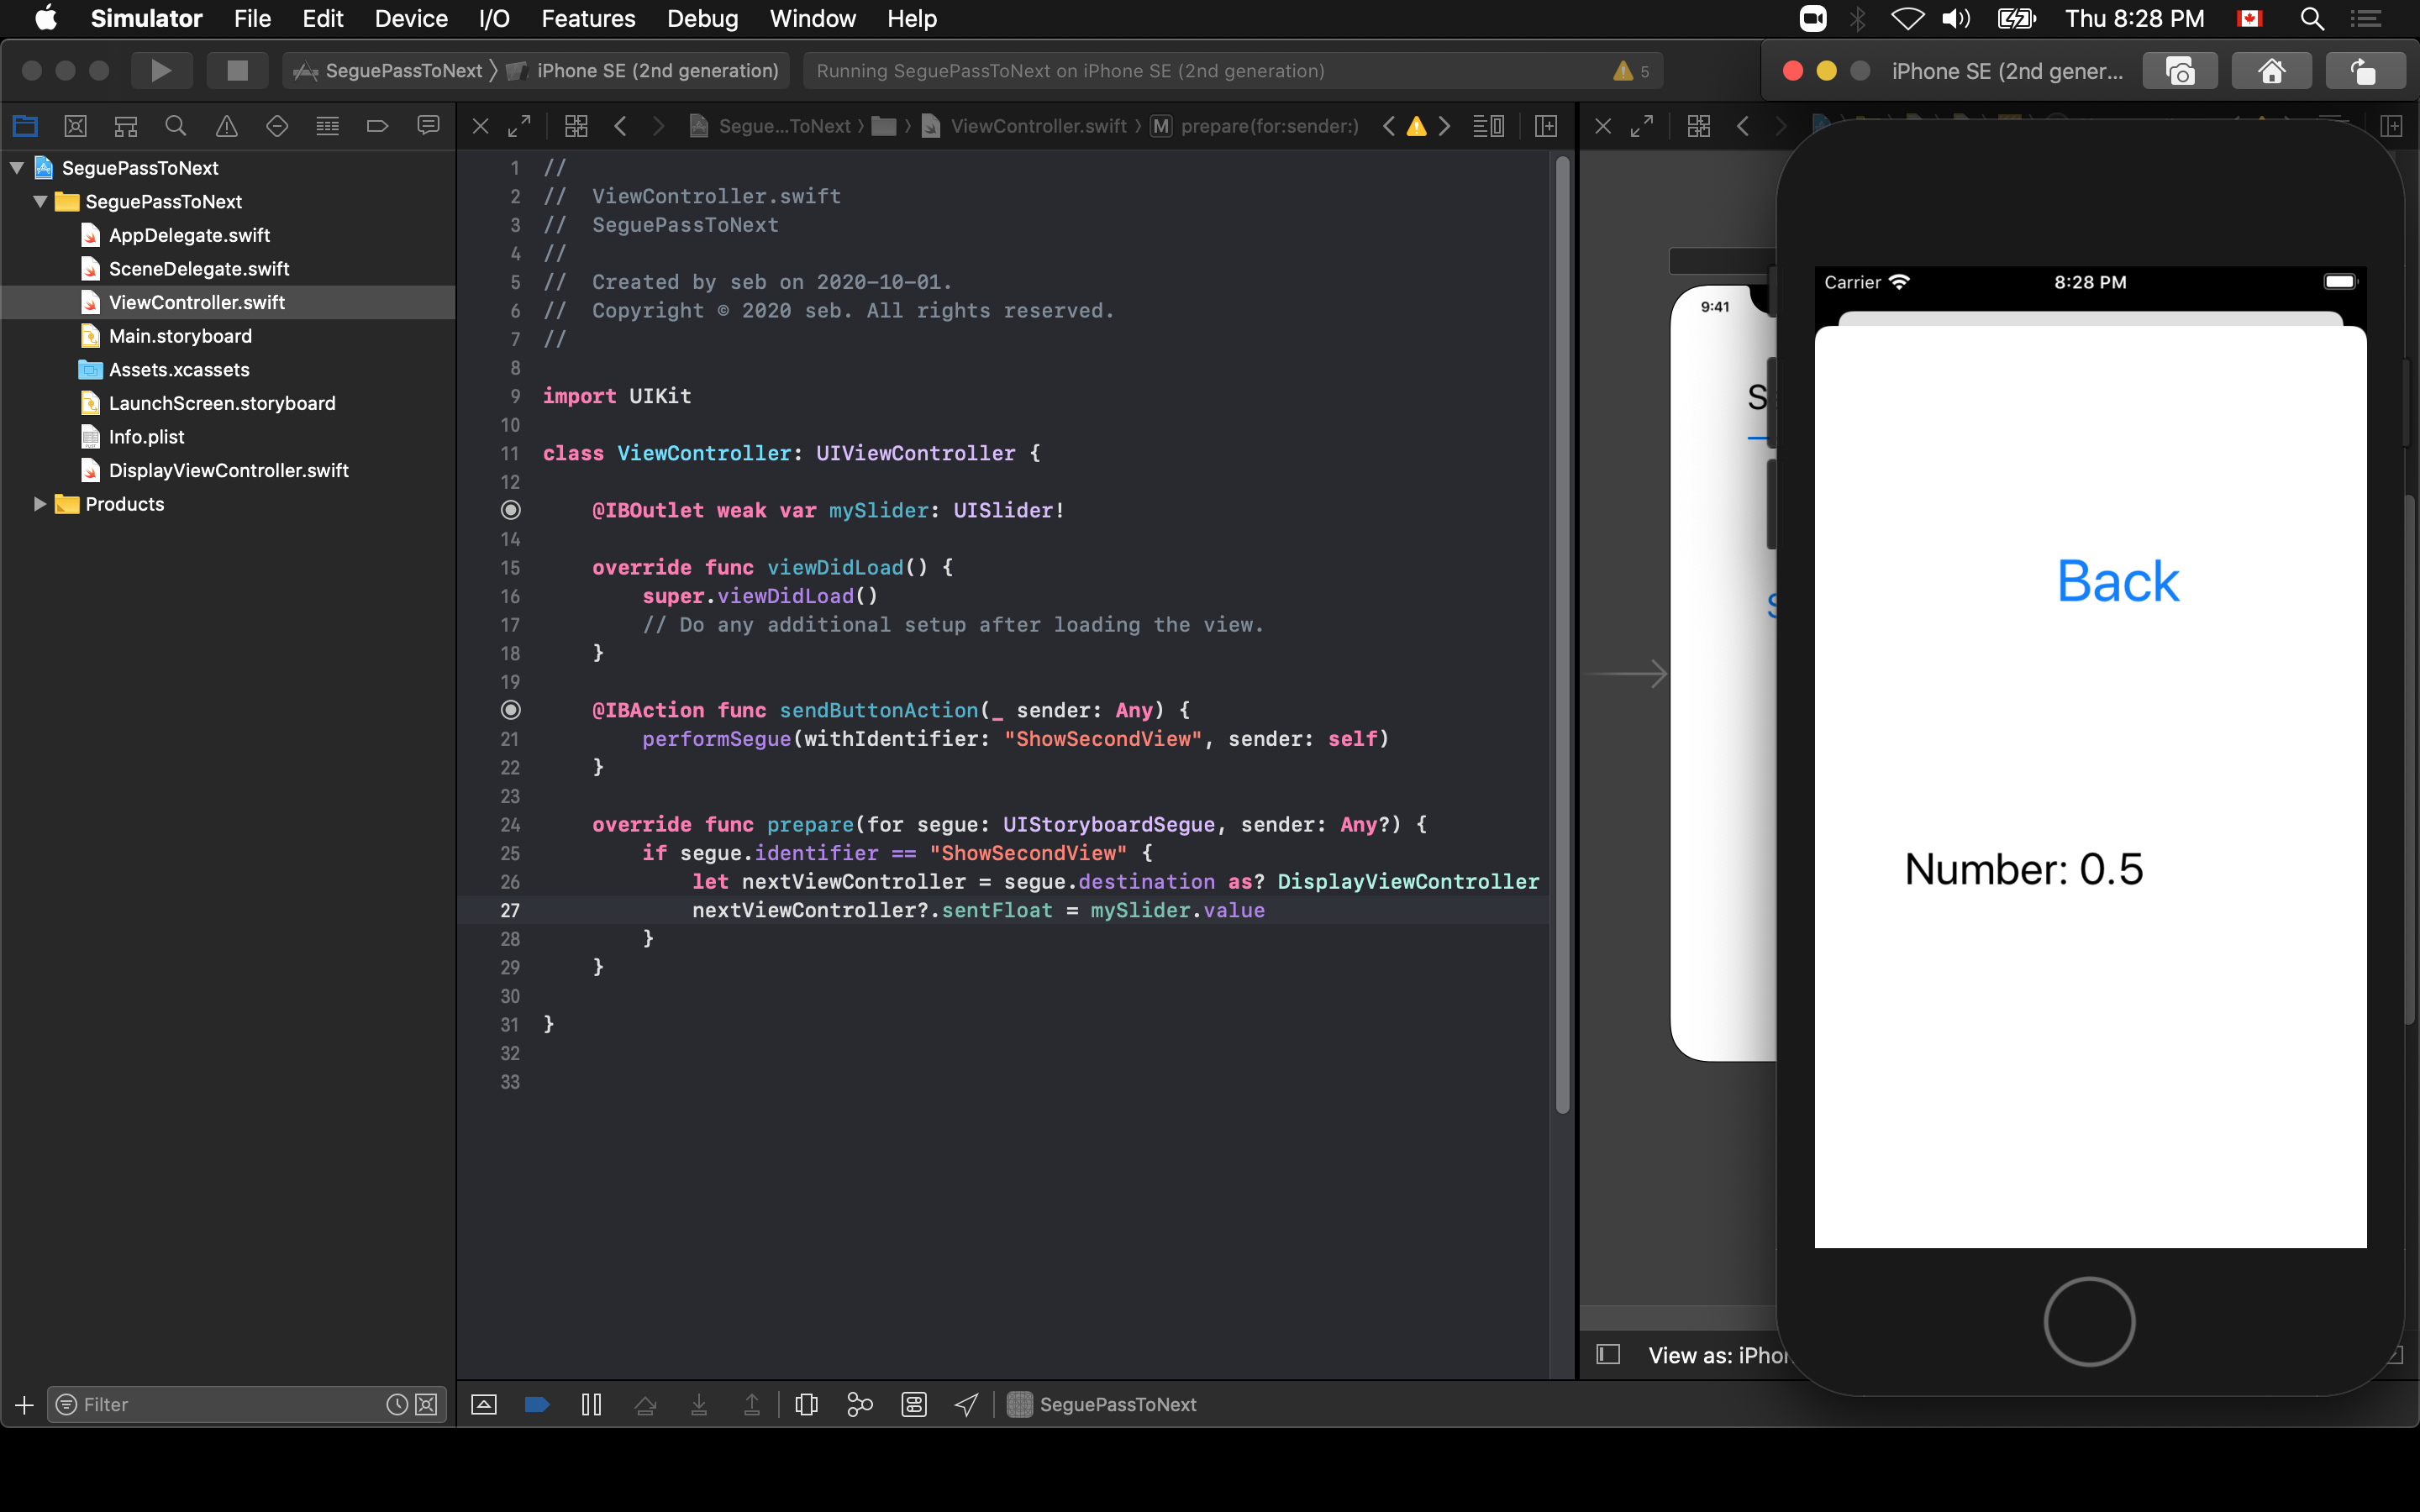 Simulator File Edit Device I/O Features Debug Window Help Thu 8:28 PM
SeguePassToNext iPhone SE (2nd generation) Running SeguePassToNext on iPhone SE (2nd generation) 5 iPhone SE (2nd gener...
Segue...ToNext ViewController.swift M prepare(for:sender:)
SeguePassToNext
SeguePassToNext
AppDelegate.swift
SceneDelegate.swift
ViewController.swift
Main.storyboard
Assets.xcassets
LaunchScreen.storyboard
Info.plist
DisplayViewController.swift
Products
Filter
1 //
2 //  ViewController.swift
3 //  SeguePassToNext
4 //
5 //  Created by seb on 2020-10-01.
6 //  Copyright © 2020 seb. All rights reserved.
7 //
8
9 import UIKit
10
11 class ViewController: UIViewController {
12
@IBOutlet weak var mySlider: UISlider!
14
15 override func viewDidLoad() {
16 super.viewDidLoad()
17 // Do any additional setup after loading the view.
18 }
19
@IBAction func sendButtonAction(_ sender: Any) {
21 performSegue(withIdentifier: "ShowSecondView", sender: self)
22 }
23
24 override func prepare(for segue: UIStoryboardSegue, sender: Any?) {
25 if segue.identifier == "ShowSecondView" {
26 let nextViewController = segue.destination as? DisplayViewController
27 nextViewController?.sentFloat = mySlider.value
28 }
29 }
30
31 }
32
33
SeguePassToNext
9:41
S
View as: iPhon
Carrier 8:28 PM
Back
Number: 0.5